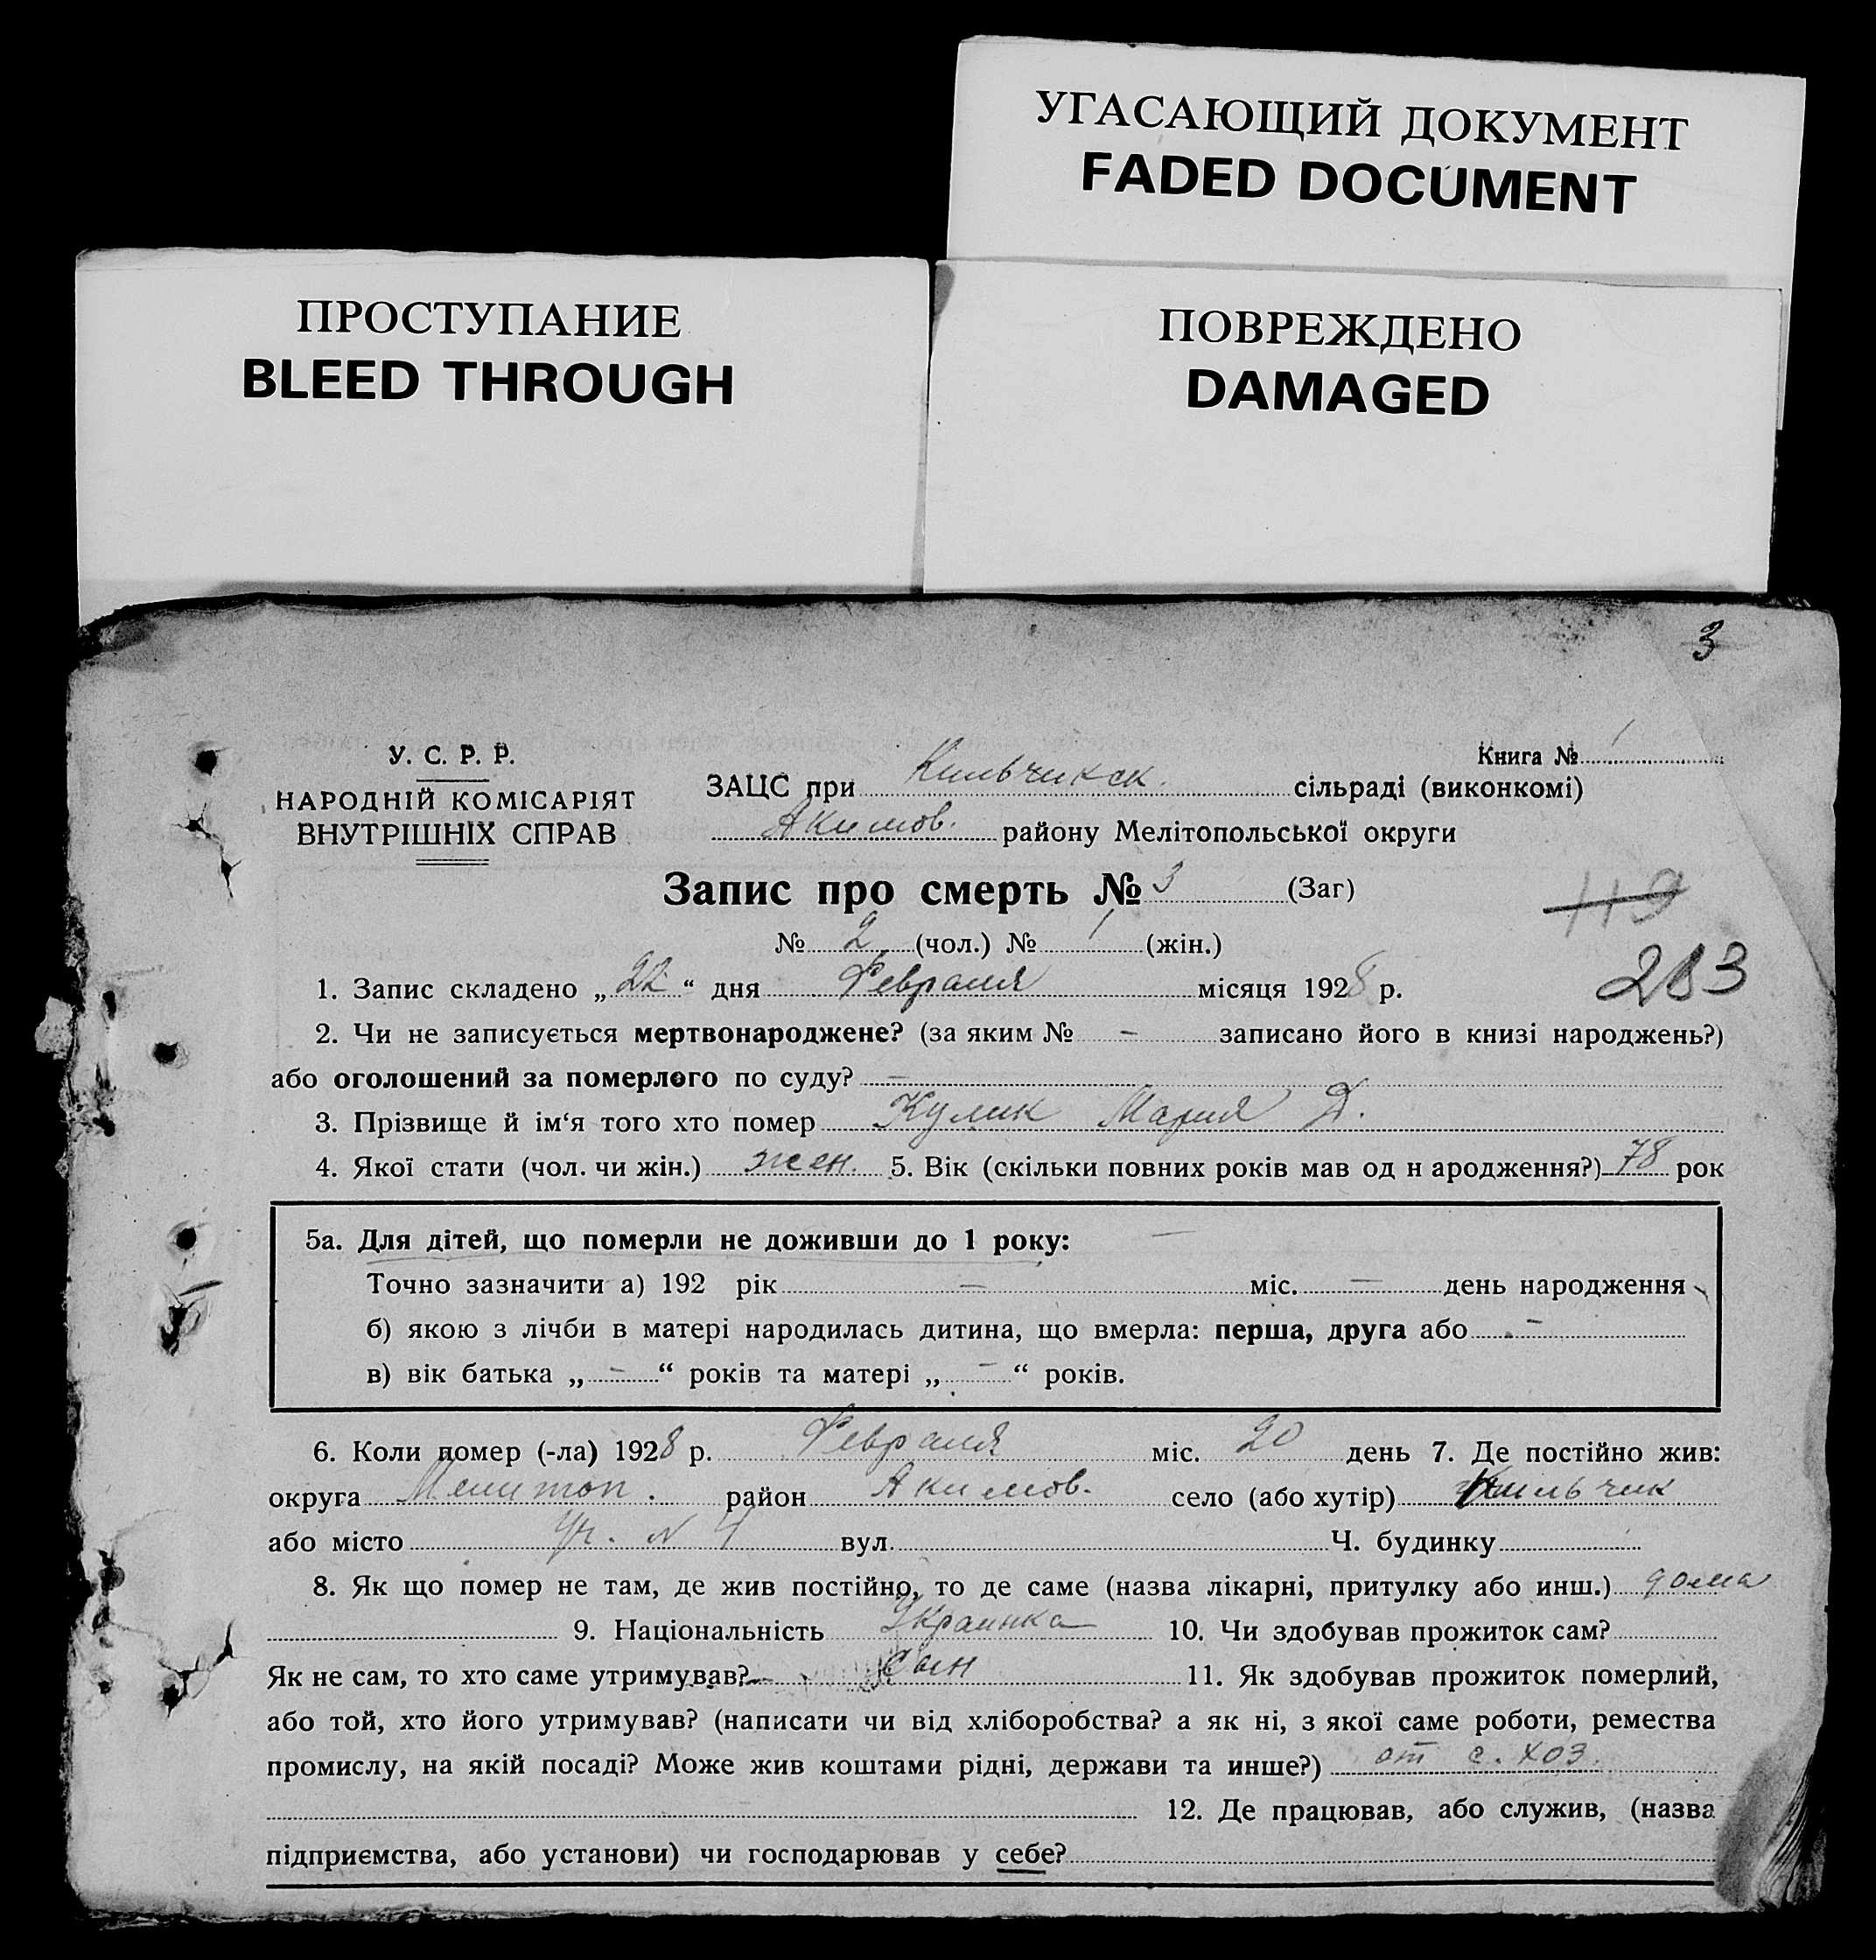 УГАСАЮЩИЙ ДОКУМЕНТ
FADED DOCUMENT
ПРОСТУПАНИЕ
BLEED THROUGH
ПОВРЕЖДЕНО
DAMAGED
3
У. С. Р. Р.
НАРОДНІЙ КОМІСАРІЯТ
ВНУТРІШНІХ СПРАВ
Книга № 1
ЗАЦС при Кильчикск. сільраді (виконкомі)
Акимов. району Мелітопольської округи
Запис про смерть № 3 (Заг)
119
№ 2 (чол.) № 1 (жін.)
283
1. Запис складено „22“ дня Февраля місяця 1928 р.
2. Чи не записується мертвонароджене? (за яким № – записано його в книзі народжень?)
або оголошений за померлого по суду? –
3. Прізвище й ім‘я того хто помер Кулик Мария Д.
4. Якої стати (чол. чи жін.) жен. 5. Вік (скільки повних років мав од н ародження?) 78 рок
5а. Для дітей, що померли не доживши до 1 року: –
Точно зазначити а) 192 рік – міс. – день народження
б) якою з лічби в матері народилась дитина, що вмерла: перша, друга або –
в) вік батька „–“ років та матері „–“ років.
6. Коли помер (-ла) 1928 р. Февраля міс. 20 день 7. Де постійно жив:
округа Мелитоп. район Акимов. село (або хутір) Кильчик
або місто Уч. N 4 вул. Ч. будинку
8. Як що помер не там, де жив постійно, то де саме (назва лікарні, притулку або инш.) дома
9. Національність Украинка 10. Чи здобував прожиток сам?
Як не сам, то хто саме утримував? Сын 11. Як здобував прожиток померлий,
або той, хто його утримував? (написати чи від хліборобства? а як ні, з якої саме роботи, ремества
промислу, на якій посаді? Може жив коштами рідні, держави та инше?) от с. хоз.
12. Де працював, або служив, (назва
підприємства, або установи) чи господарював у себе?